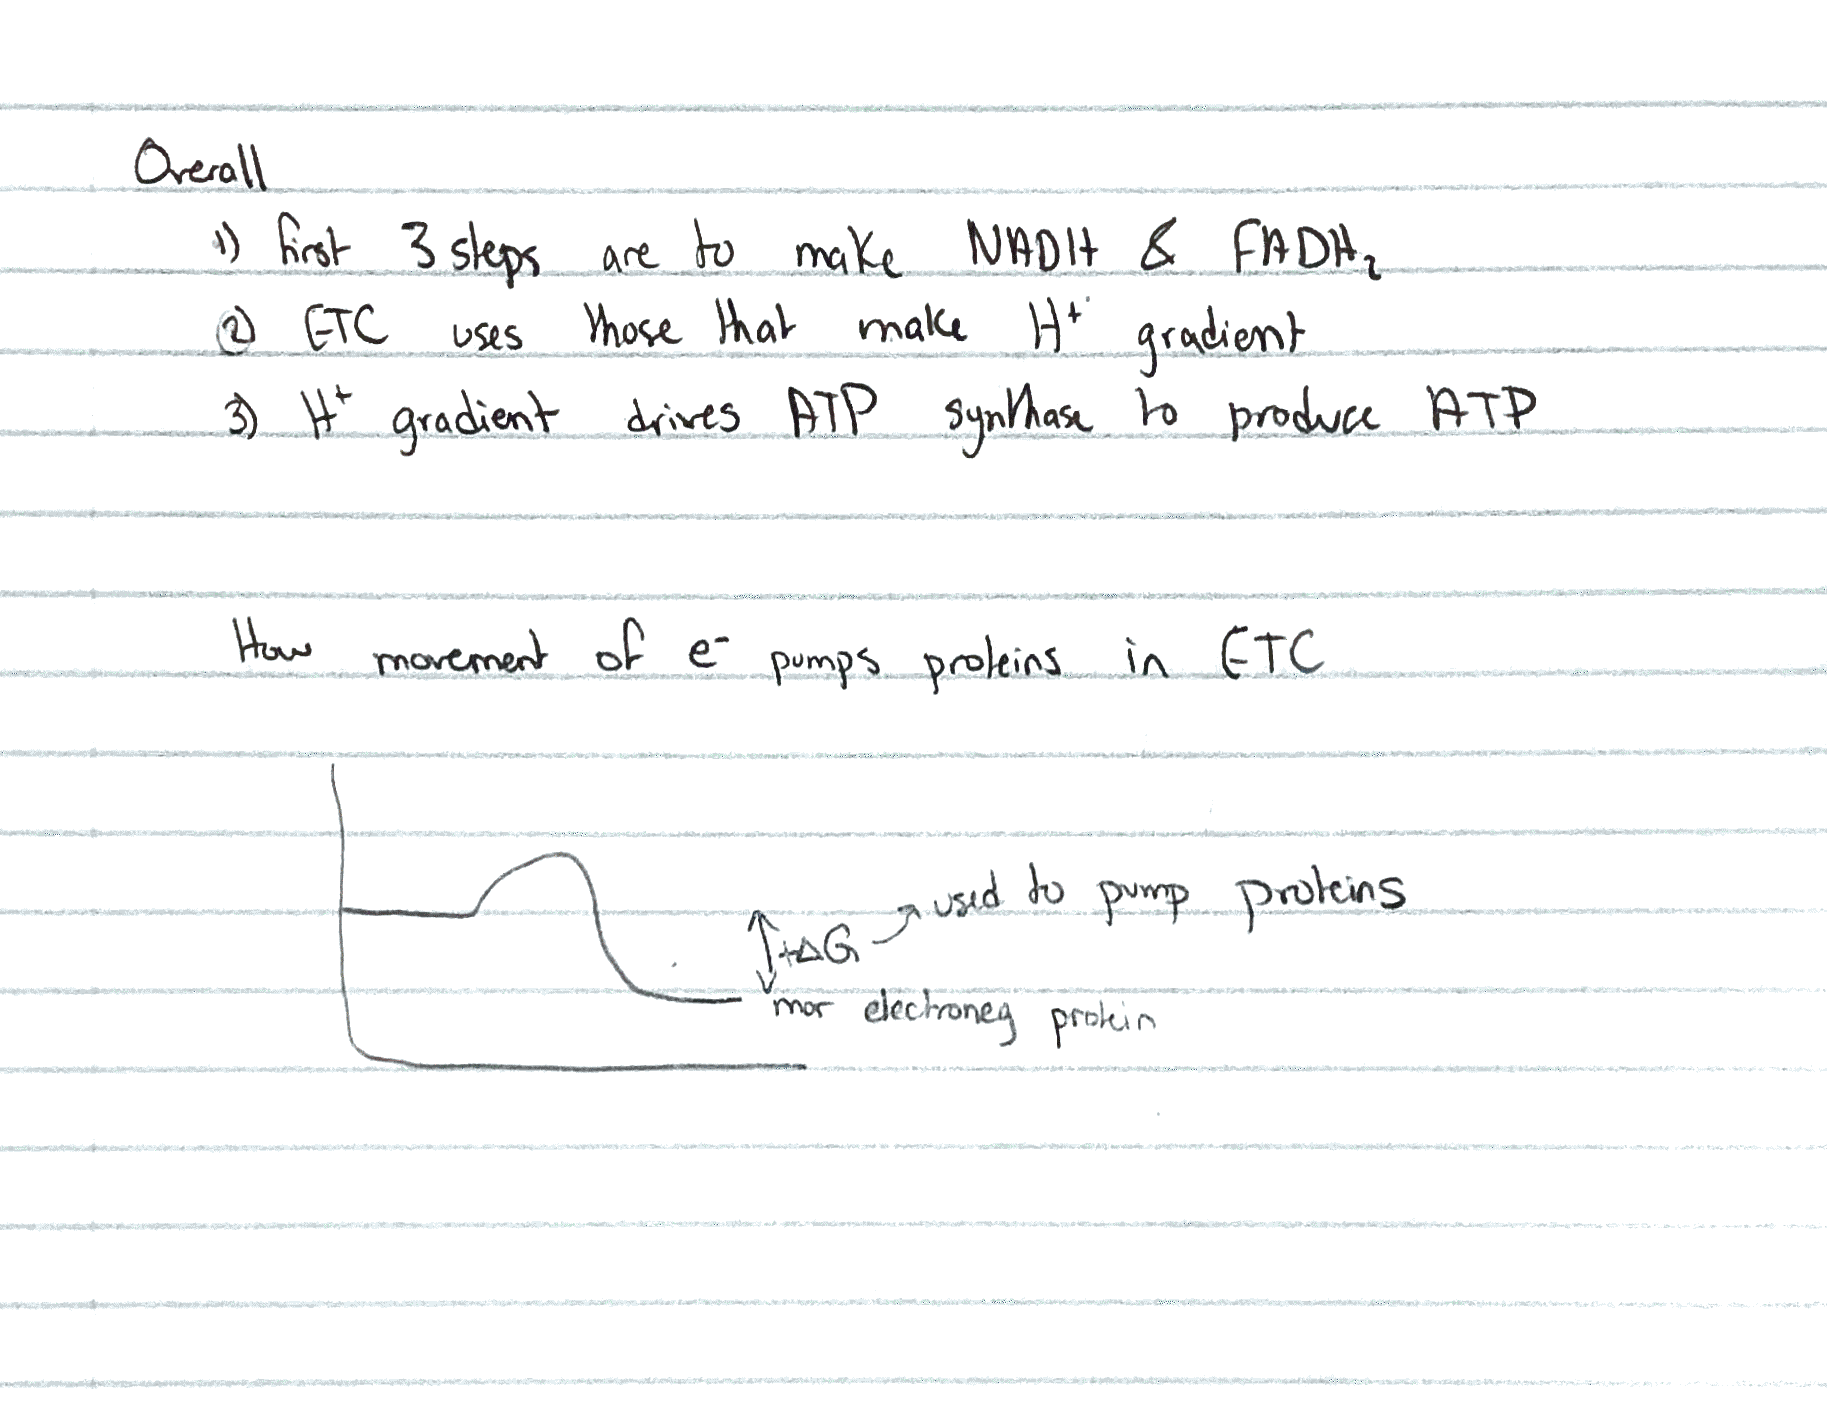 Overall
1) first 3 steps are to make NADH & FADH₂
2) ETC uses those that make H⁺ gradient
3) H⁺ gradient drives ATP synthase to produce ATP
How movement of e⁻ pumps proteins in ETC
used to pump proteins
+ΔG
mor electroneg protein